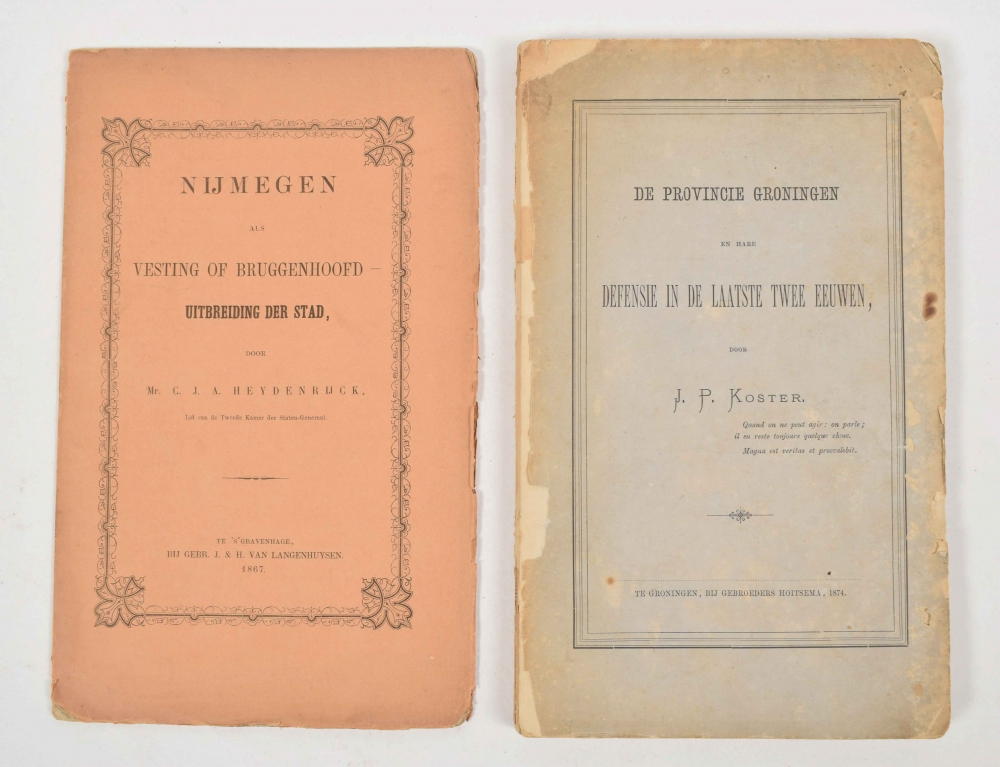 NIJMEGEN
ALS
VESTING OF BRUGGENHOOFD –
UITBREIDING DER STAD,
DOOR
Mr. C. J. A. HEYDENRIJCK,
Lid van de Tweede Kamer der Staten-Generaal.
TE 'S'GRAVENHAGE,
BIJ GEBR. J. & H. VAN LANGENHUYSEN.
1867.
DE PROVINCIE GRONINGEN
EN HARE
DEFENSIE IN DE LAATSTE TWEE EEUWEN,
DOOR
J. P. KOSTER.
Quand on ne peut agir: on parle;
il en reste toujours quelque chose.
Magna est veritas et praevalebit.
TE GRONINGEN, BIJ GEBROEDERS HOITSEMA, 1874.